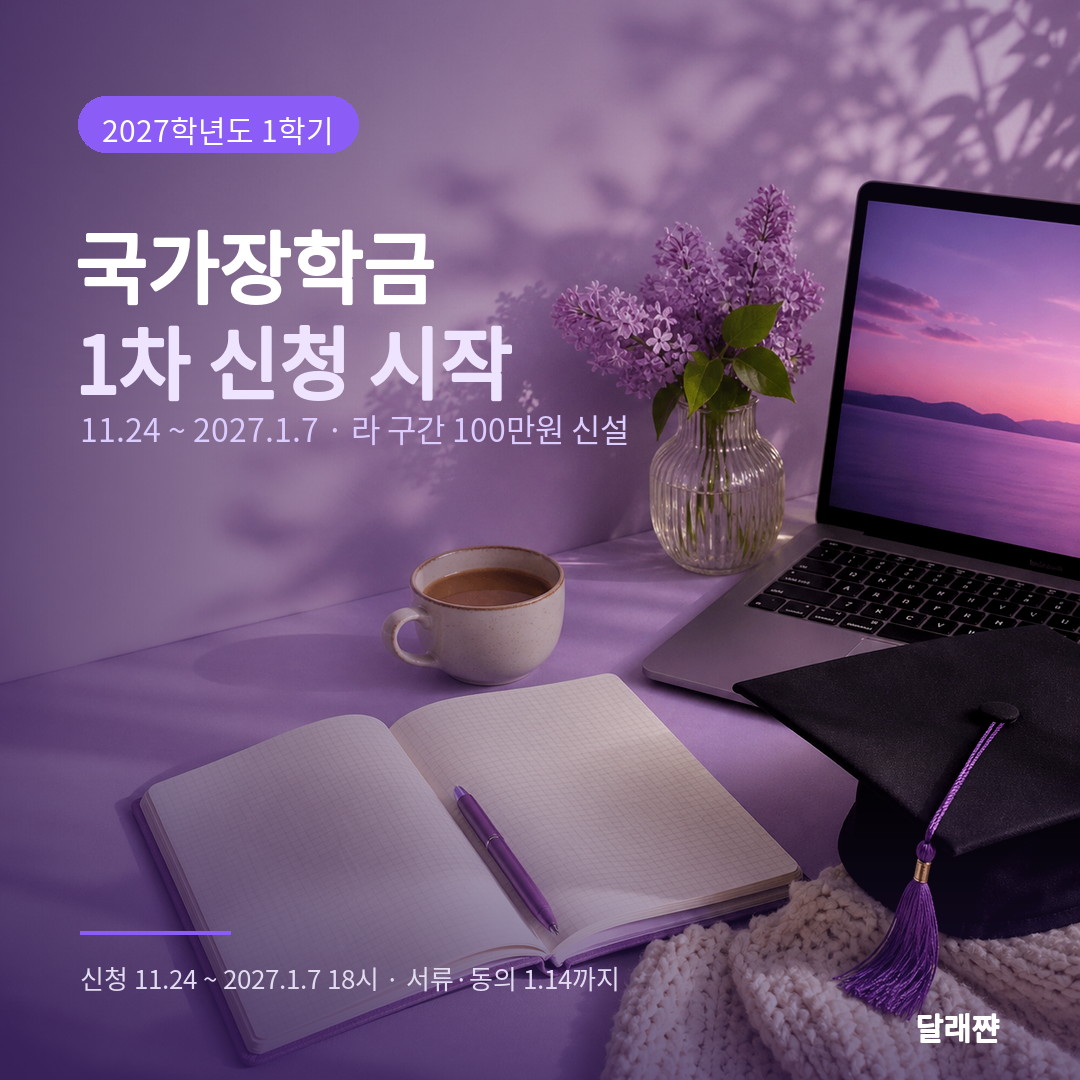 2027학년도 1학기
국가장학금
1차 신청 시작
11.24 ~ 2027.1.7 · 라 구간 100만원 신설
신청 11.24 ~ 2027.1.7 18시 · 서류·동의 1.14까지
달래쨘